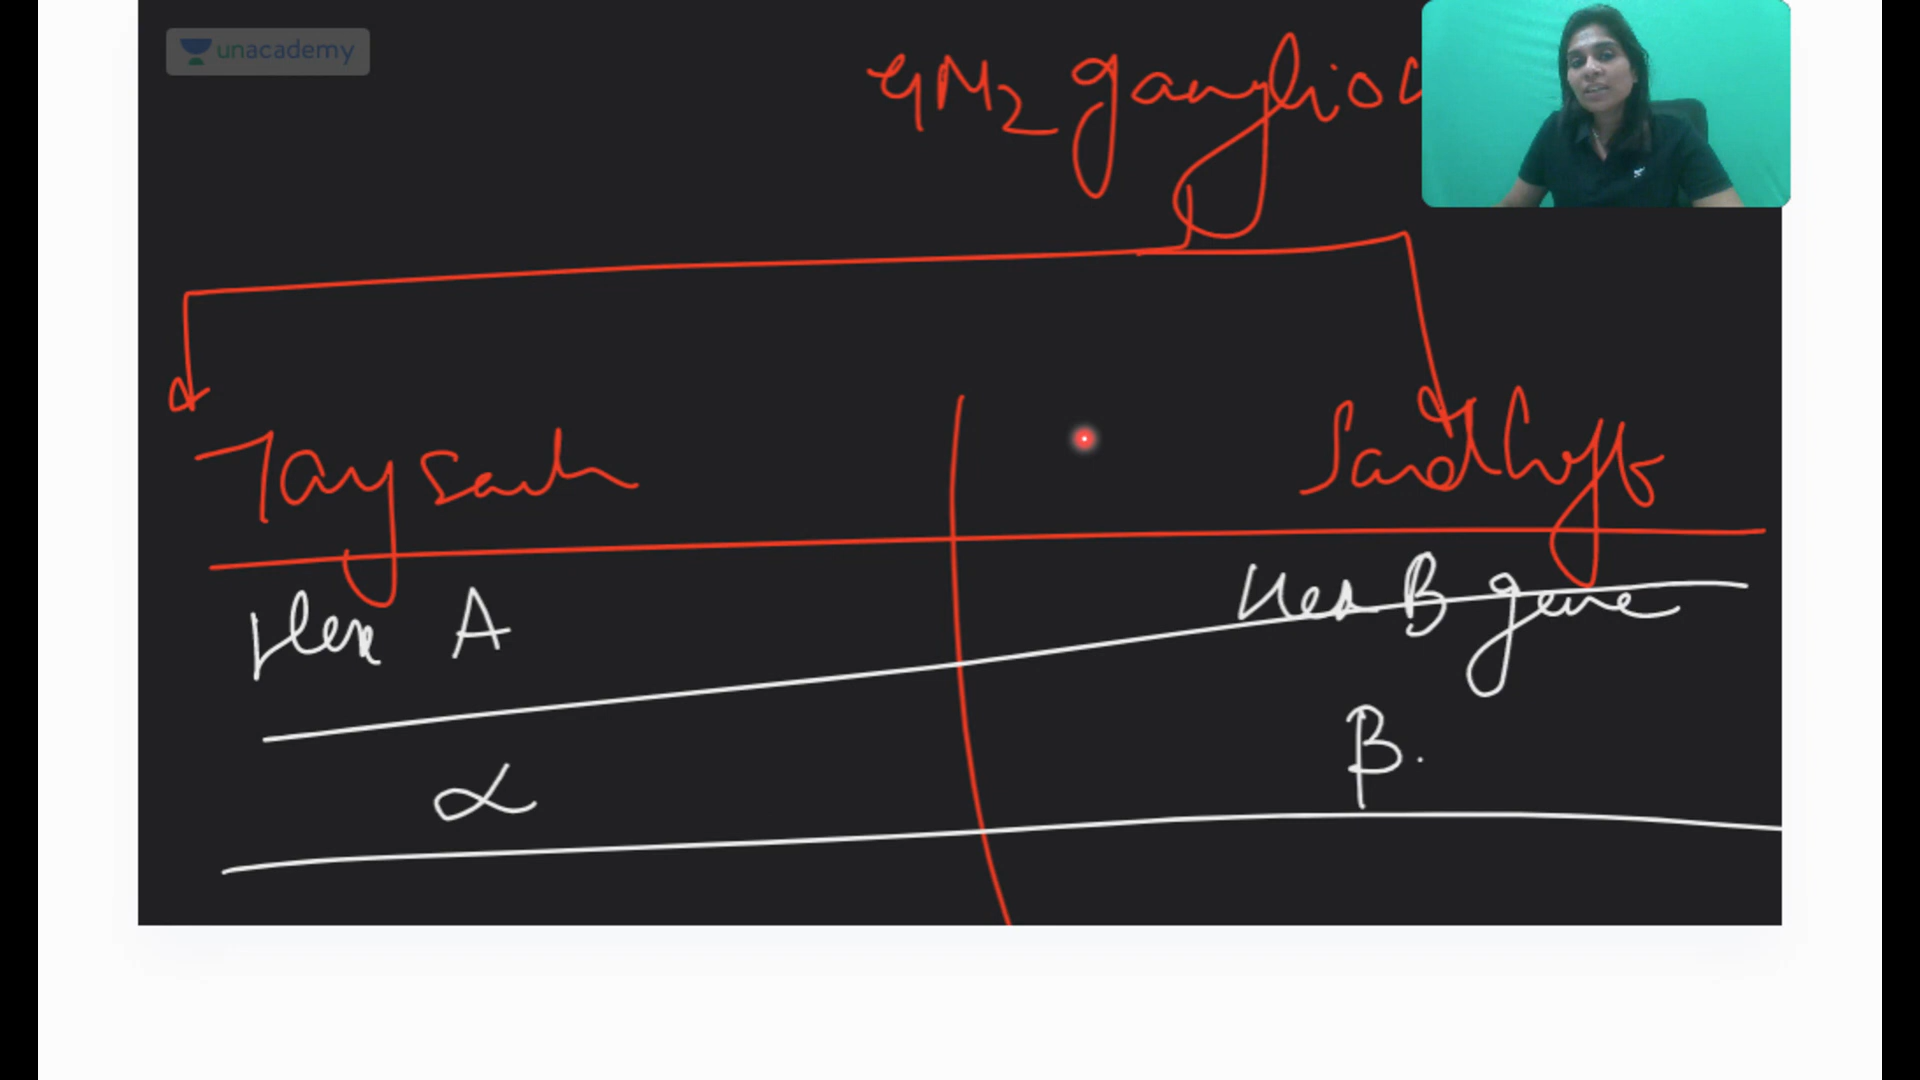 unacademy
GM2 ganglio
Tay Sach
Sandhoff
Hex A
Hex B gene
α
β.